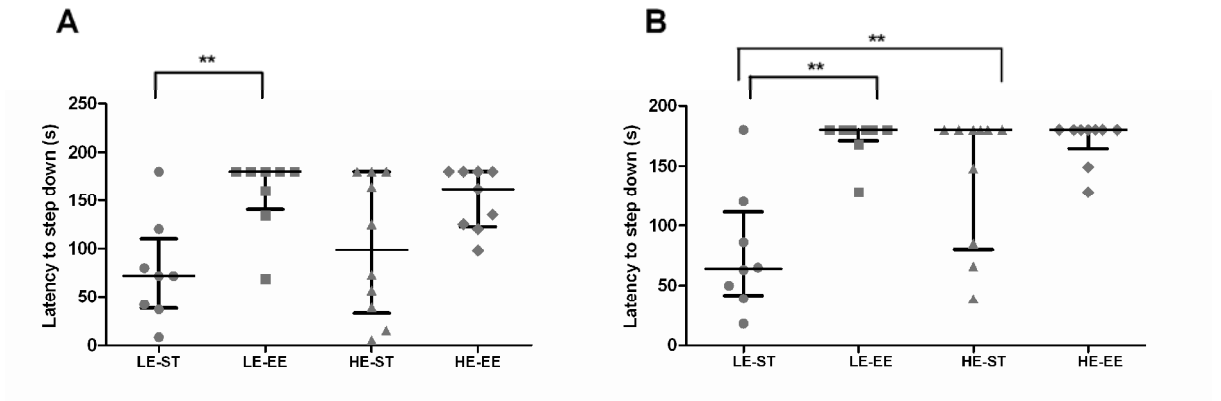 A
**
Latency to step down (s)
250
200
150
100
50
0
LE-ST LE-EE HE-ST HE-EE
B
**
**
Latency to step down (s)
200
150
100
50
0
LE-ST LE-EE HE-ST HE-EE